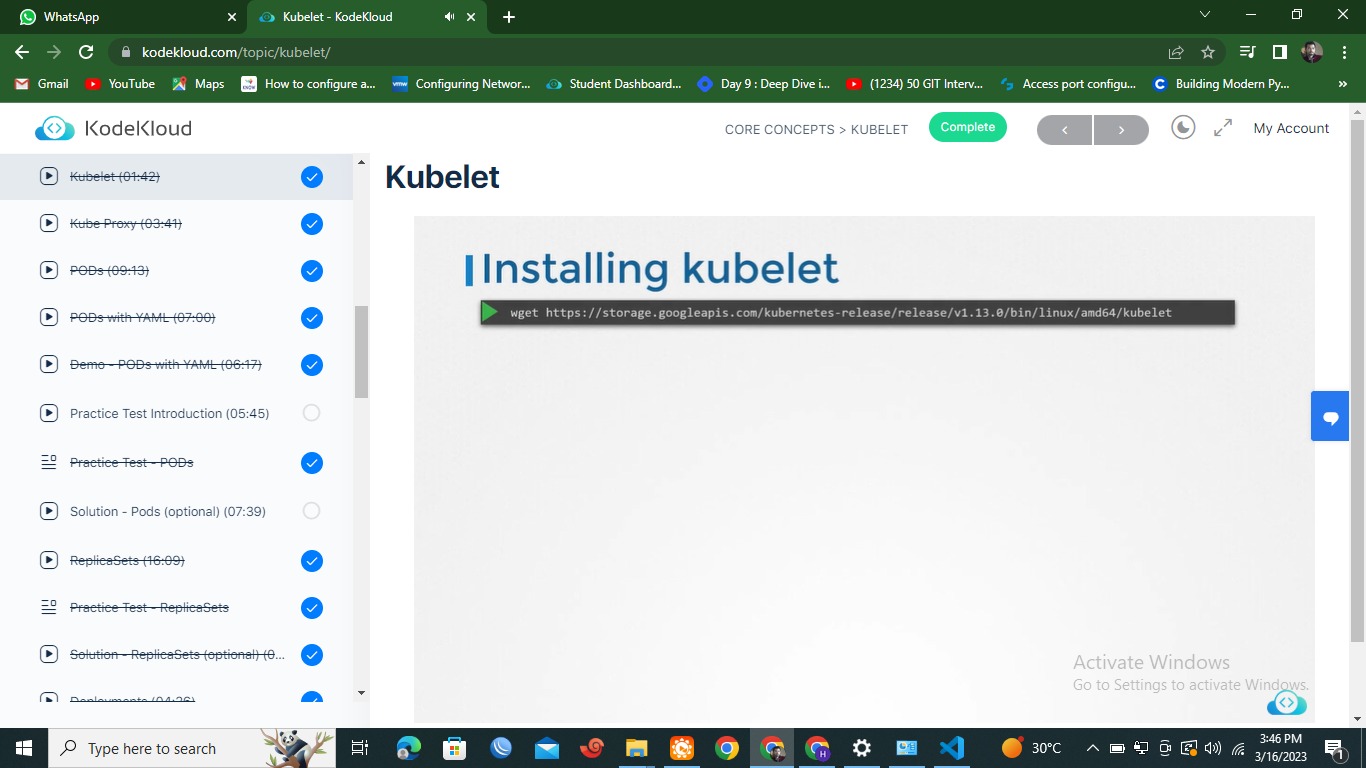 WhatsApp
Kubelet - KodeKloud
kodekloud.com/topic/kubelet/
Gmail
YouTube
Maps
How to configure a...
Configuring Networ...
Student Dashboard...
Day 9 : Deep Dive i...
(1234) 50 GIT Interv...
Access port configu...
Building Modern Py...
»
KodeKloud
CORE CONCEPTS > KUBELET
Complete
My Account
Kubelet (01:42)
Kube Proxy (03:41)
PODs (09:13)
PODs with YAML (07:00)
Demo - PODs with YAML (06:17)
Practice Test Introduction (05:45)
Practice Test - PODs
Solution - Pods (optional) (07:39)
ReplicaSets (16:09)
Practice Test - ReplicaSets
Solution - ReplicaSets (optional) (0...
Deployments (04:26)
Kubelet
Installing kubelet
wget https://storage.googleapis.com/kubernetes-release/release/v1.13.0/bin/linux/amd64/kubelet
Activate Windows
Go to Settings to activate Windows.
Type here to search
30°C
3:46 PM
3/16/2023
1